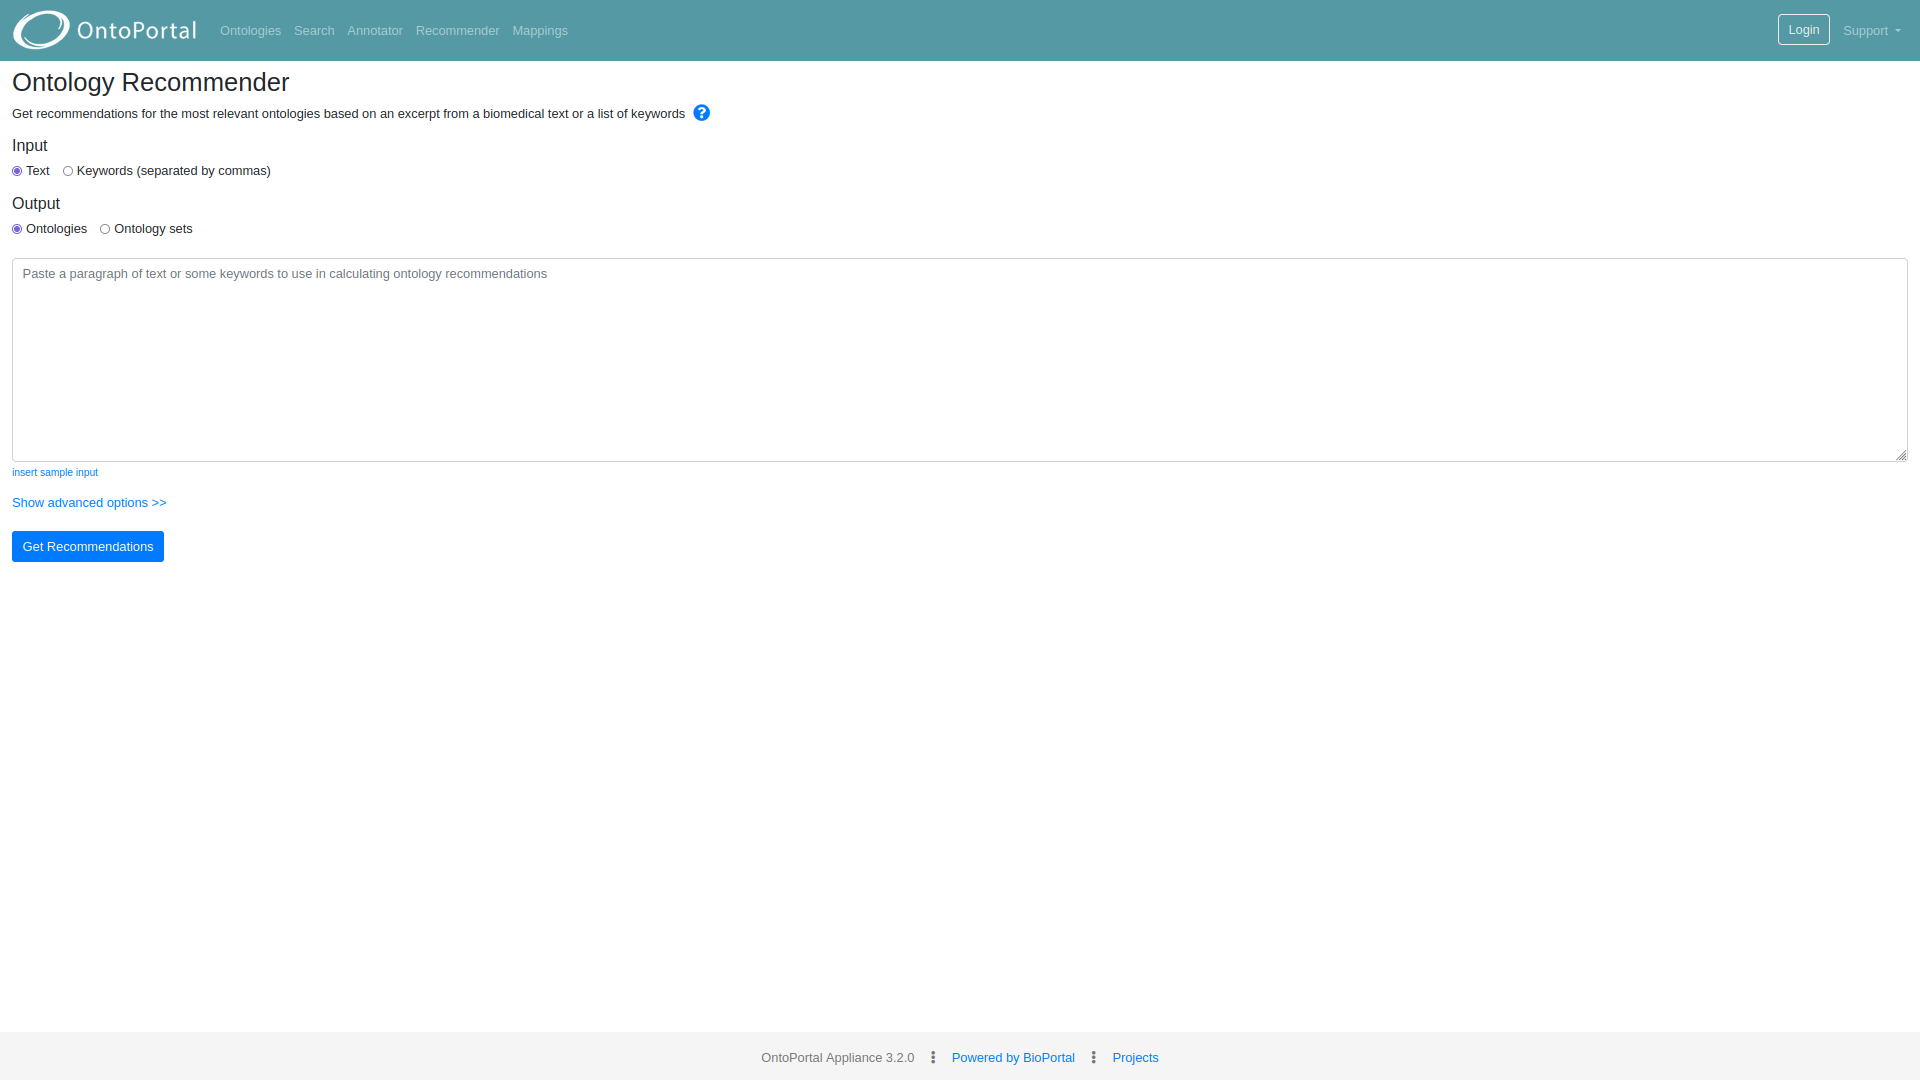 OntoPortal Ontologies Search Annotator Recommender Mappings Login Support
Ontology Recommender
Get recommendations for the most relevant ontologies based on an excerpt from a biomedical text or a list of keywords ?
Input
Text Keywords (separated by commas)
Output
Ontologies Ontology sets
Paste a paragraph of text or some keywords to use in calculating ontology recommendations
insert sample input
Show advanced options >>
Get Recommendations
OntoPortal Appliance 3.2.0 Powered by BioPortal Projects